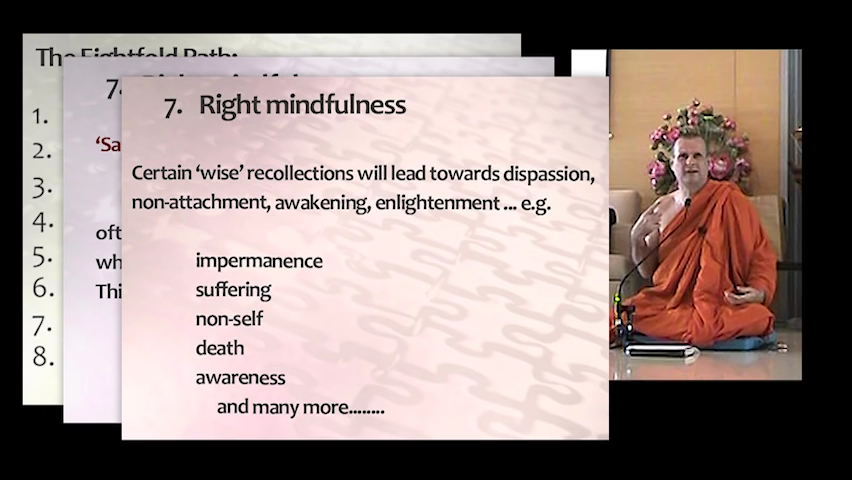 The Eightfold Path:
1.
2.
3.
4.
5.
6.
7.
8.
7.
‘Sa
oft
wh
Thi
7. Right mindfulness
Certain ‘wise’ recollections will lead towards dispassion,
non-attachment, awakening, enlightenment ... e.g.
impermanence
suffering
non-self
death
awareness
and many more........